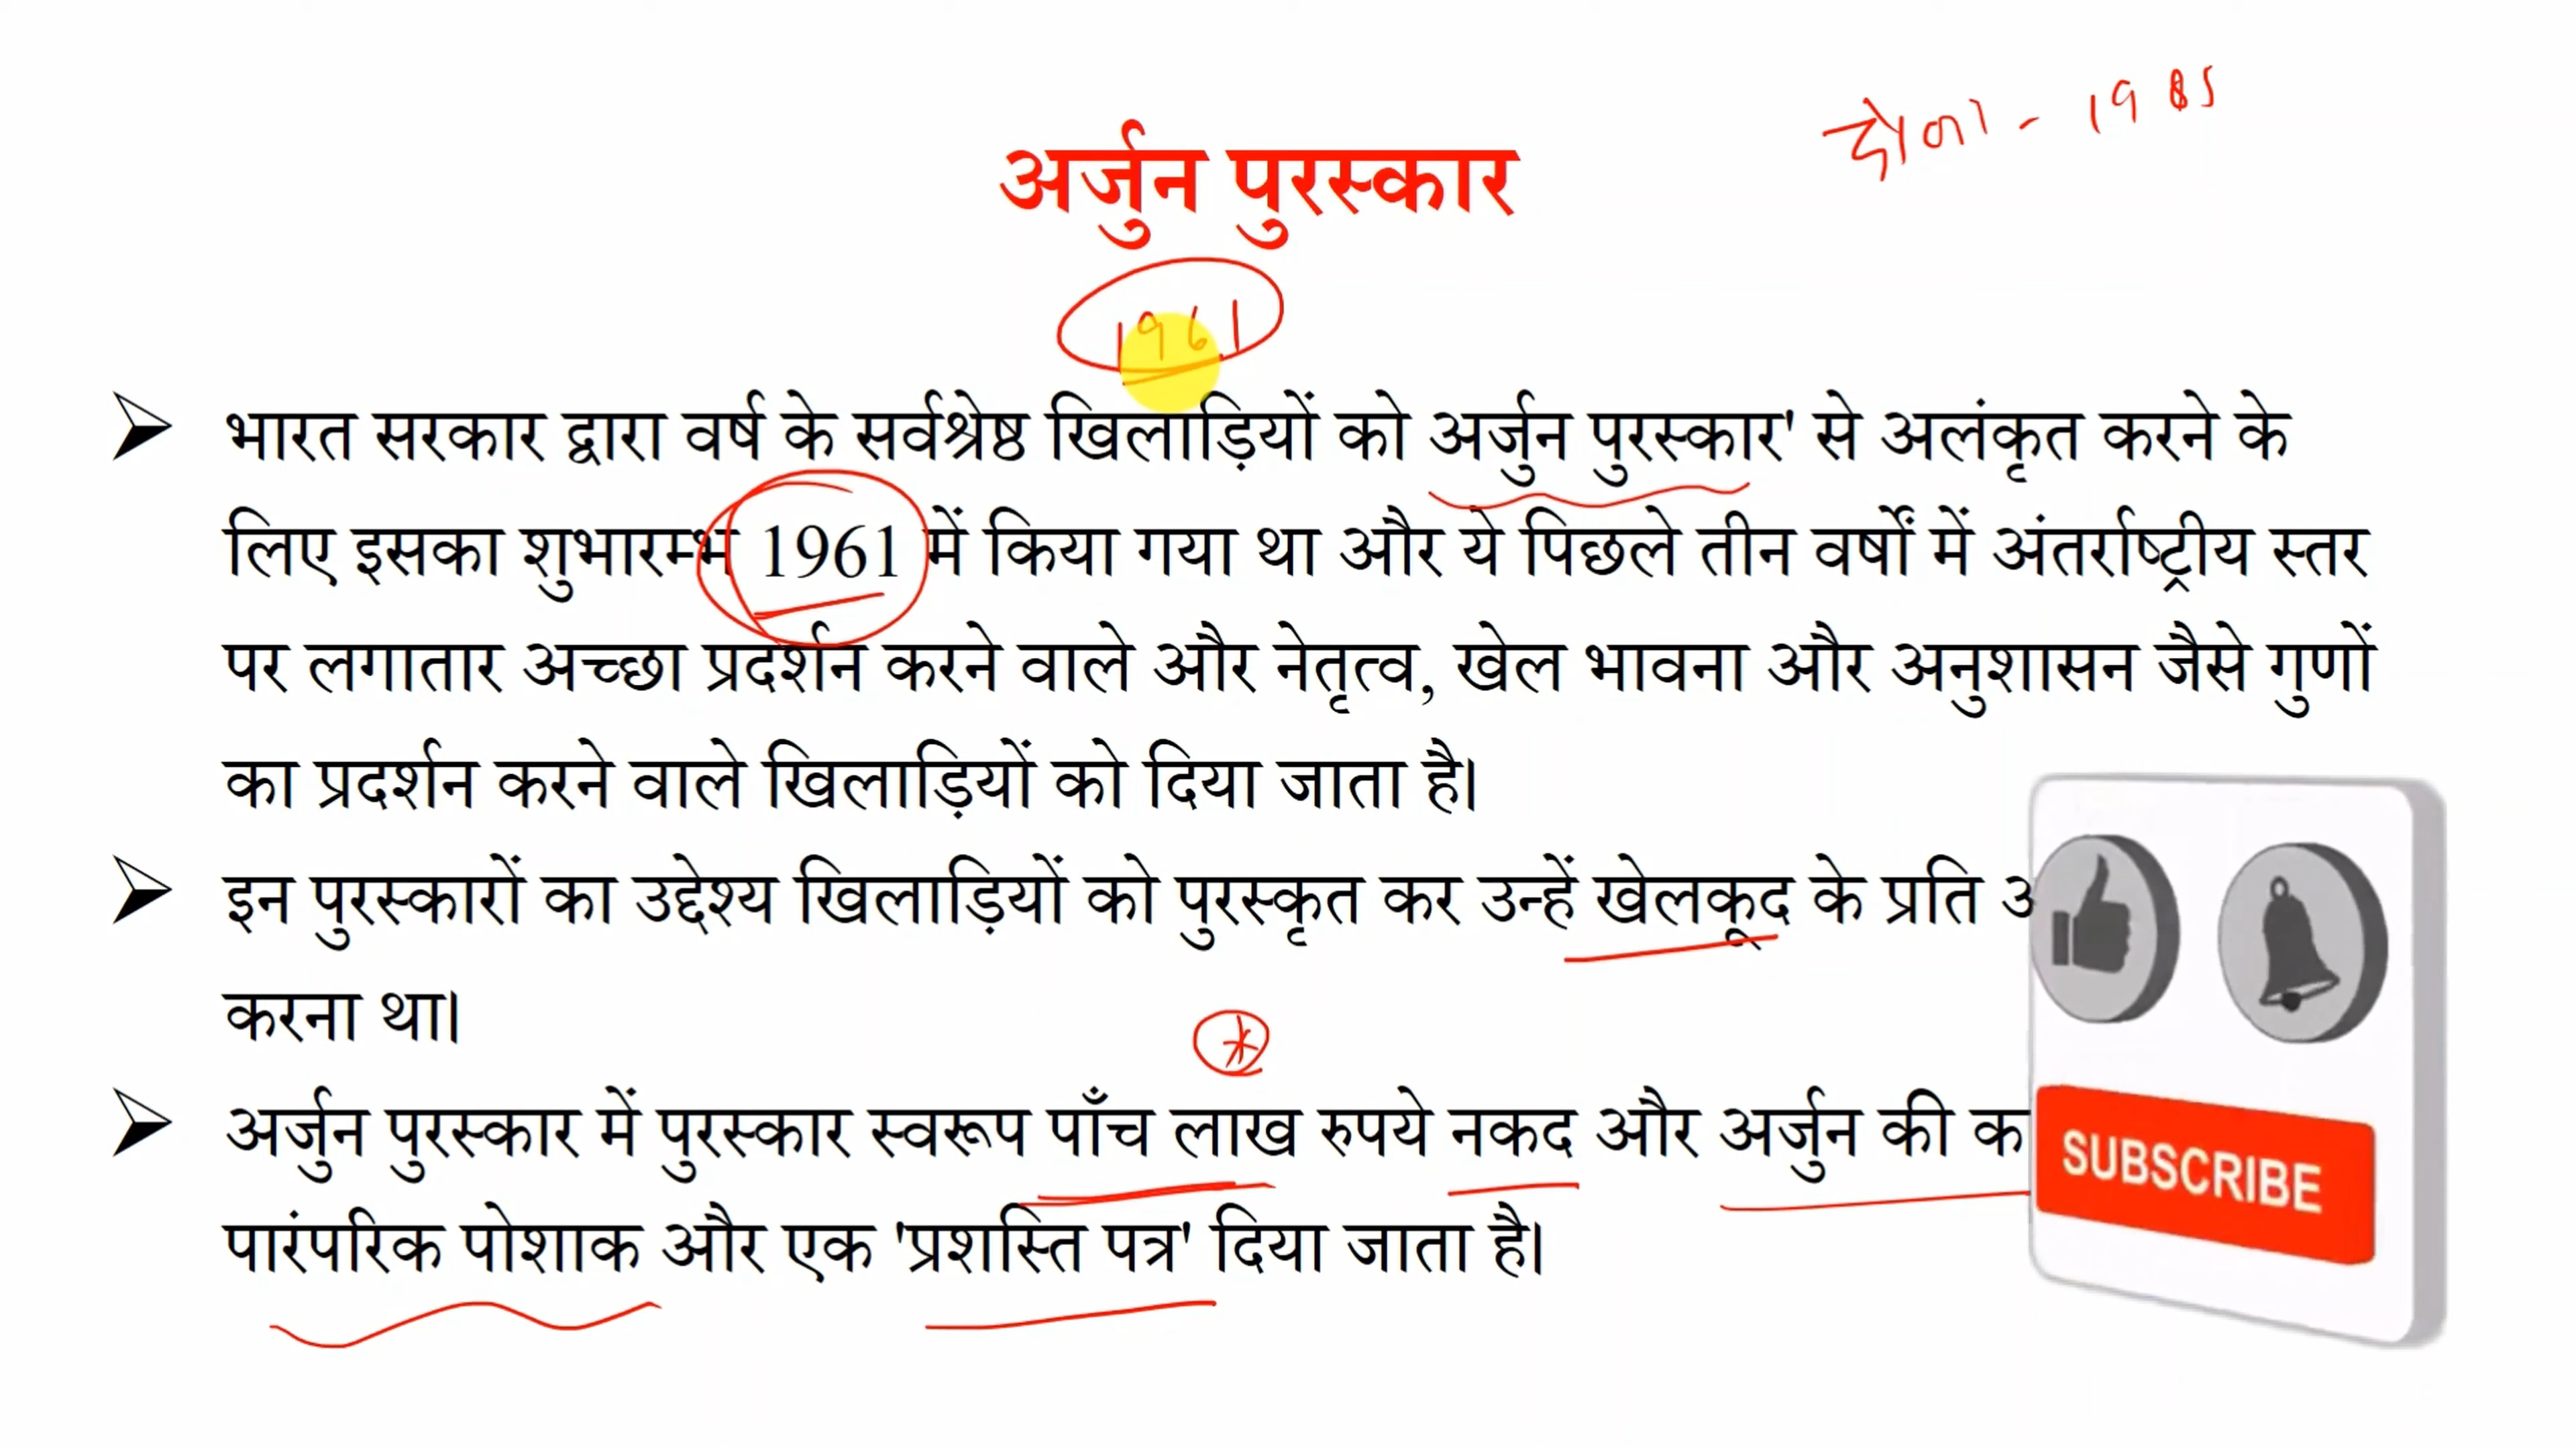 अर्जुन पुरस्कार
- 1985
1961
भारत सरकार द्वारा वर्ष के सर्वश्रेष्ठ खिलाड़ियों को अर्जुन पुरस्कार' से अलंकृत करने के
लिए इसका शुभारम्भ 1961 में किया गया था और ये पिछले तीन वर्षों में अंतर्राष्ट्रीय स्तर
पर लगातार अच्छा प्रदर्शन करने वाले और नेतृत्व, खेल भावना और अनुशासन जैसे गुणों
का प्रदर्शन करने वाले खिलाड़ियों को दिया जाता है।
इन पुरस्कारों का उद्देश्य खिलाड़ियों को पुरस्कृत कर उन्हें खेलकूद के प्रति
करना था।
अर्जुन पुरस्कार में पुरस्कार स्वरूप पाँच लाख रुपये नकद और अर्जुन की
पारंपरिक पोशाक और एक 'प्रशस्ति पत्र' दिया जाता है।
SUBSCRIBE